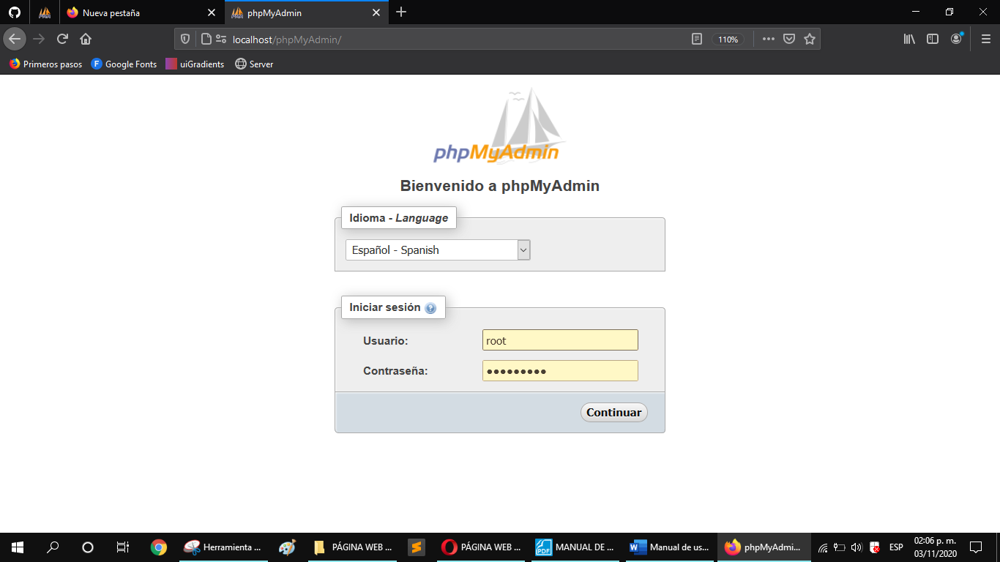 Nueva pestaña
phpMyAdmin
localhost/phpMyAdmin/
110%
Primeros pasos
F Google Fonts
uiGradients
Server
phpMyAdmin
Bienvenido a phpMyAdmin
Idioma - Language
Español - Spanish
Iniciar sesión ?
Usuario:
root
Contraseña:
Continuar
Herramienta ...
PÁGINA WEB ...
PÁGINA WEB ...
PDF MANUAL DE ...
Manual de us...
phpMyAdmi...
ESP
02:06 p. m.
03/11/2020